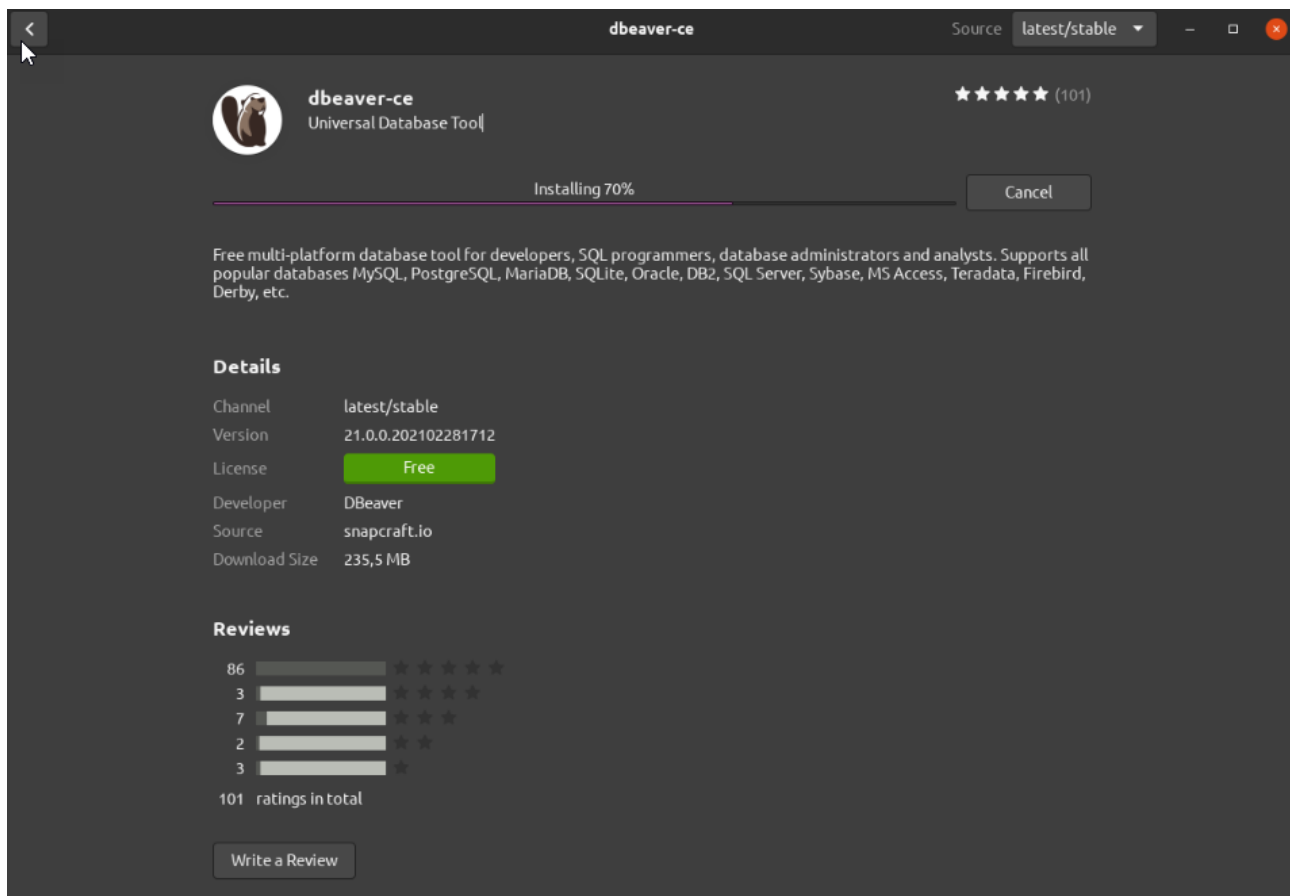 dbeaver-ce
Source latest/stable
dbeaver-ce
Universal Database Tool
(101)
Installing 70%
Cancel
Free multi-platform database tool for developers, SQL programmers, database administrators and analysts. Supports all
popular databases MySQL, PostgreSQL, MariaDB, SQLite, Oracle, DB2, SQL Server, Sybase, MS Access, Teradata, Firebird,
Derby, etc.
Details
Channel latest/stable
Version 21.0.0.202102281712
License Free
Developer DBeaver
Source snapcraft.io
Download Size 235,5 MB
Reviews
86
3
7
2
3
101 ratings in total
Write a Review